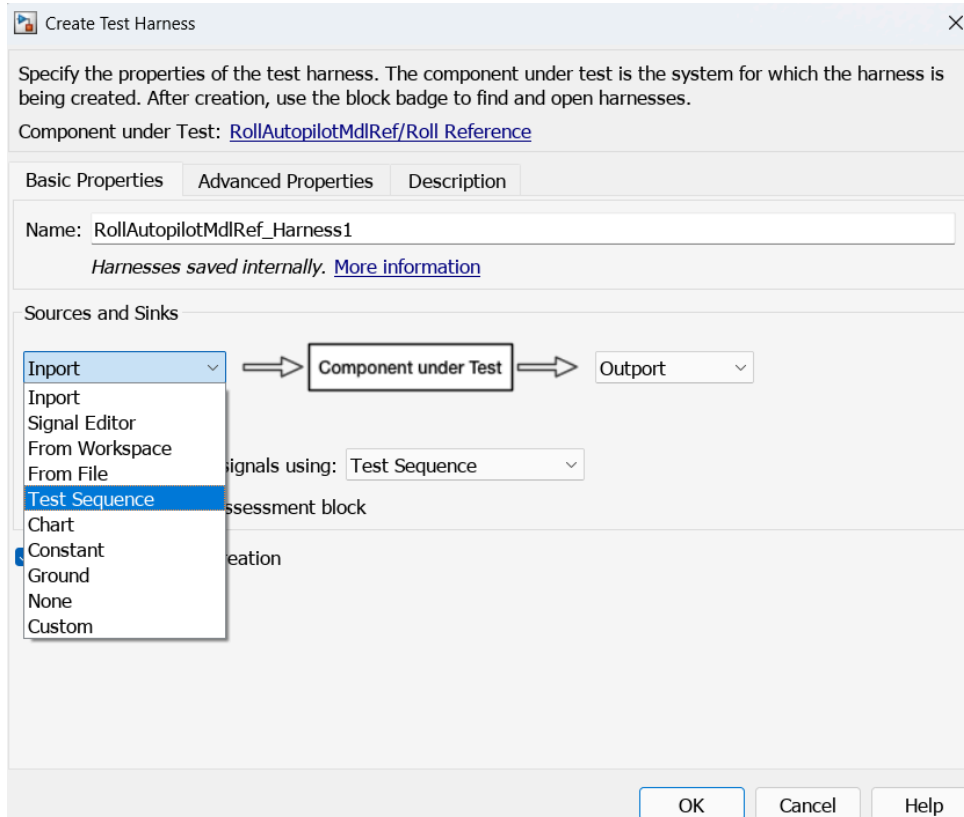 Create Test Harness
Specify the properties of the test harness. The component under test is the system for which the harness is
being created. After creation, use the block badge to find and open harnesses.
Component under Test: RollAutopilotMdlRef/Roll Reference
Basic Properties Advanced Properties Description
Name: RollAutopilotMdlRef_Harness1
Harnesses saved internally. More information
Sources and Sinks
Inport Component under Test Outport
Inport
Signal Editor
From Workspace
From File
signals using: Test Sequence
Test Sequence
ssessment block
Chart
Constant
eation
Ground
None
Custom
OK Cancel Help